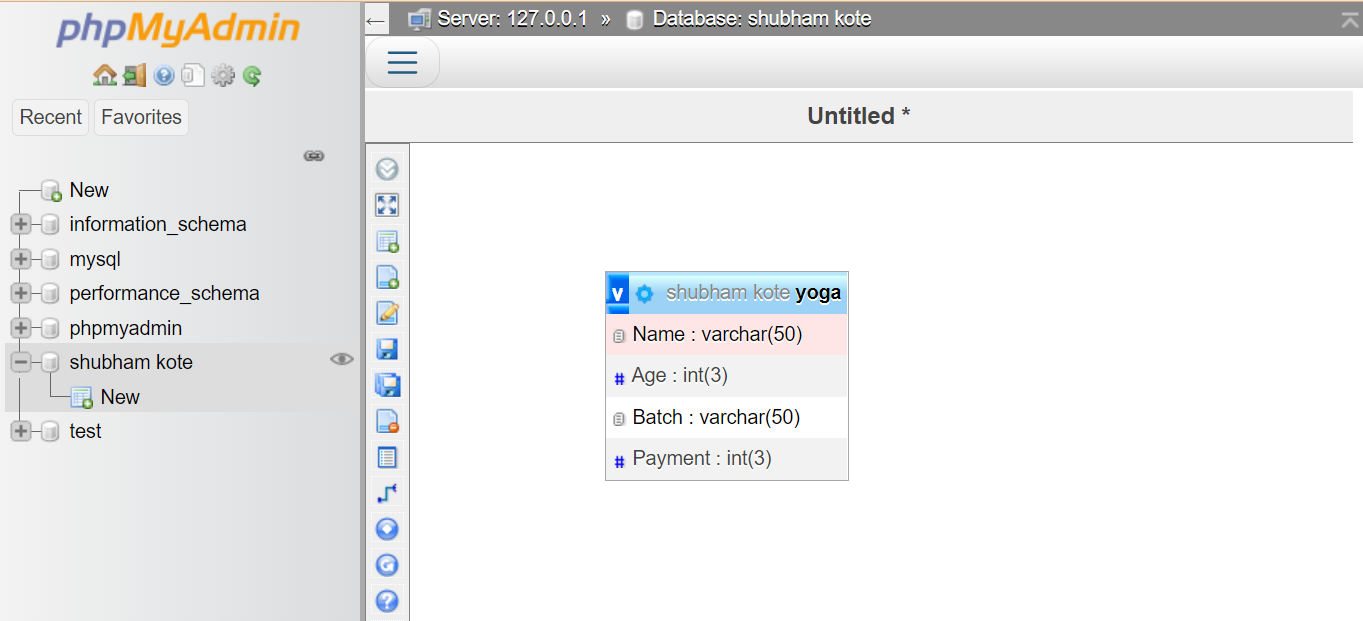 phpMyAdmin
Recent Favorites
New
information_schema
mysql
performance_schema
phpmyadmin
shubham kote
New
test
← Server: 127.0.0.1 » Database: shubham kote
Untitled *
v shubham kote yoga
Name : varchar(50)
# Age : int(3)
Batch : varchar(50)
# Payment : int(3)